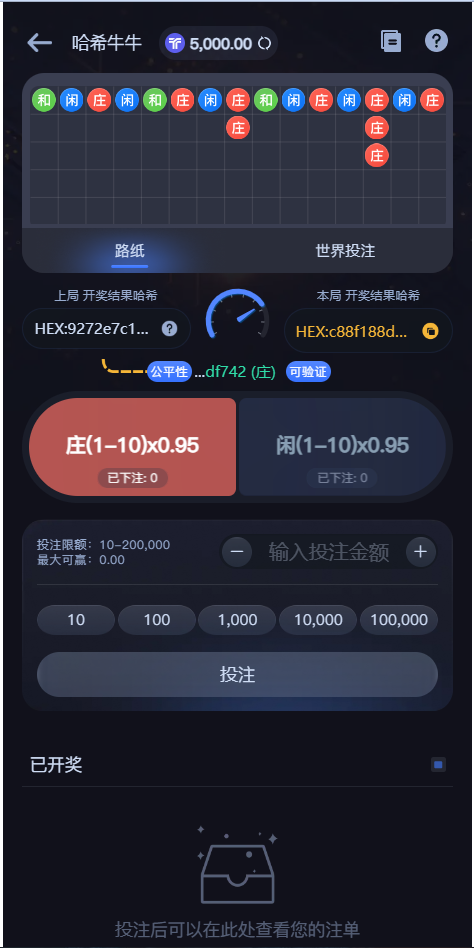 哈希牛牛 5,000.00
和 闲 庄 闲 和 庄 闲 庄 和 闲 庄 闲 庄 闲 庄
庄 庄
庄
路纸 世界投注
上局 开奖结果哈希 本局 开奖结果哈希
HEX:9272e7c1... HEX:c88f188d...
公平性 ...df742 (庄) 可验证
庄(1-10)x0.95 闲(1-10)x0.95
已下注: 0 已下注: 0
投注限额: 10-200,000
最大可赢: 0.00
输入投注金额
10 100 1,000 10,000 100,000
投注
已开奖
投注后可以在此处查看您的注单